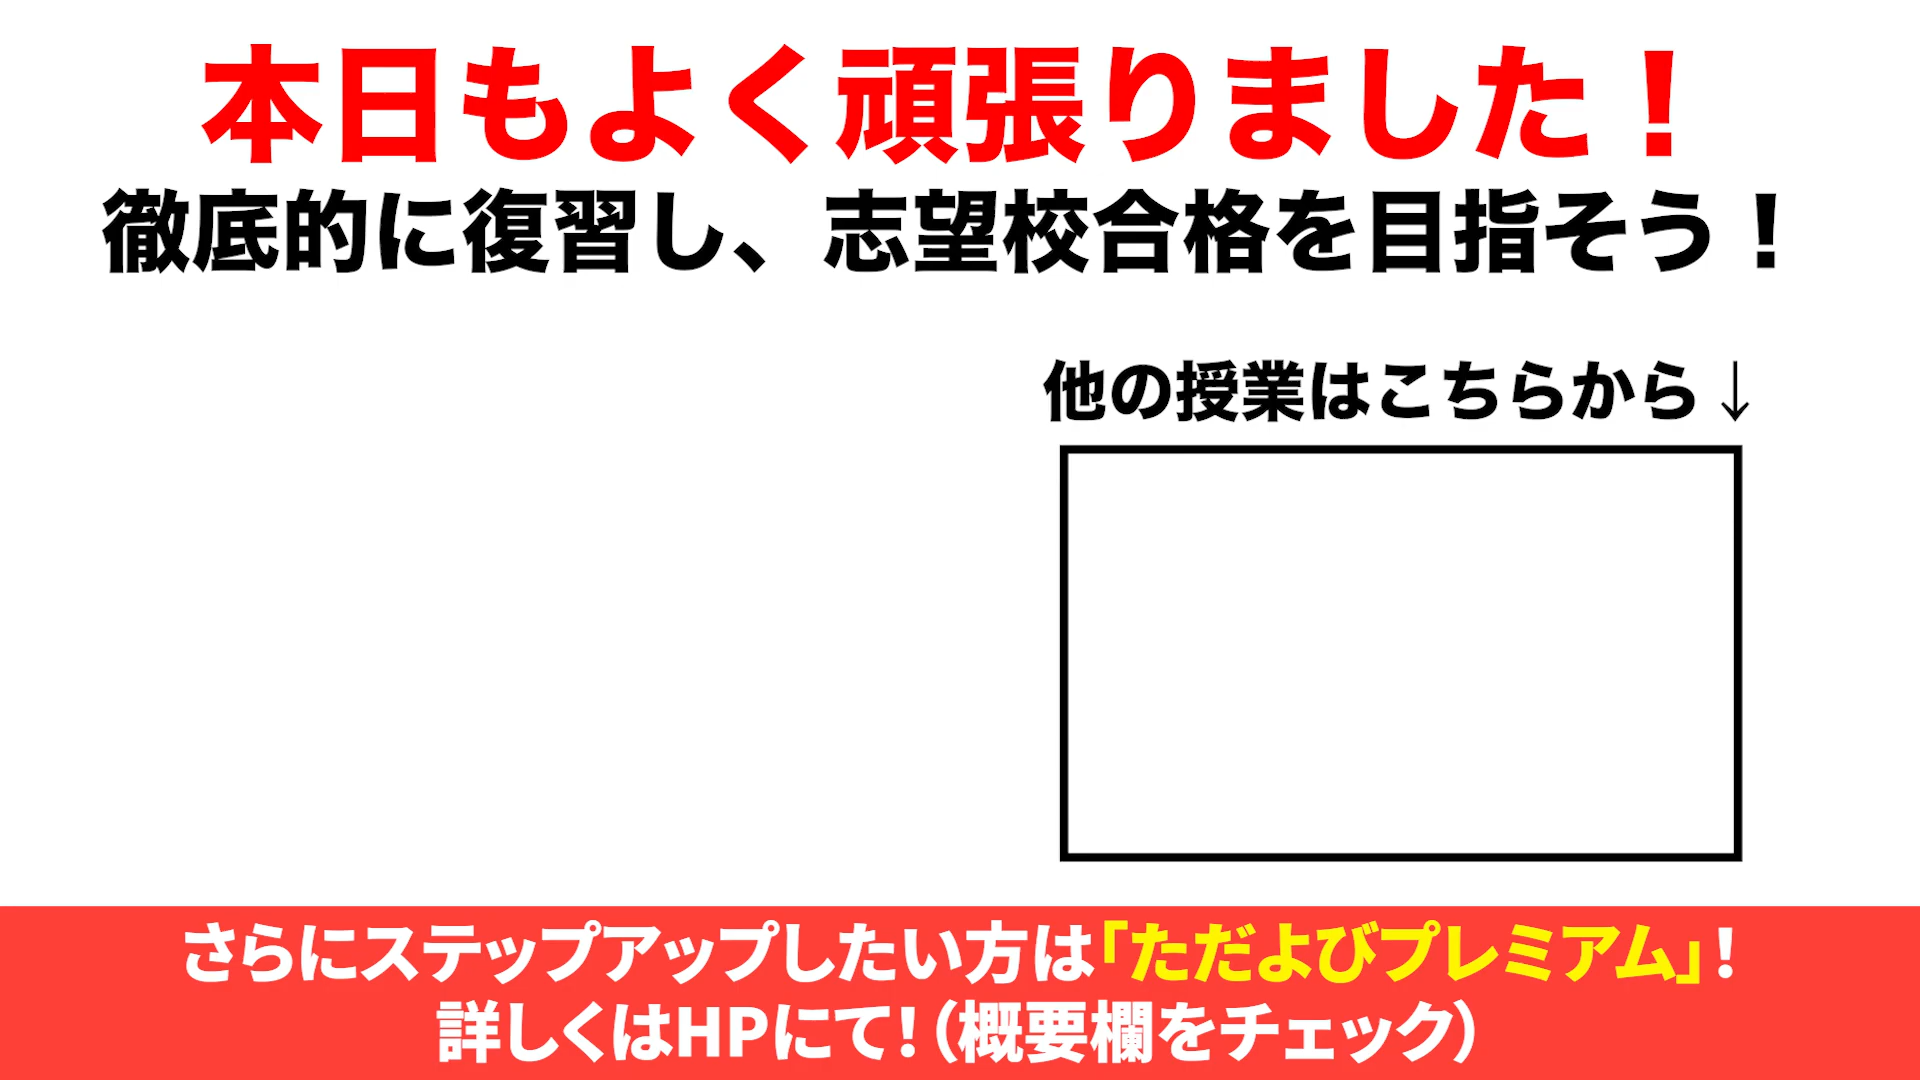 本日もよく頑張りました！
徹底的に復習し、志望校合格を目指そう！
他の授業はこちらから↓
さらにステップアップしたい方は「ただよびプレミアム」！
詳しくはHPにて！（概要欄をチェック）